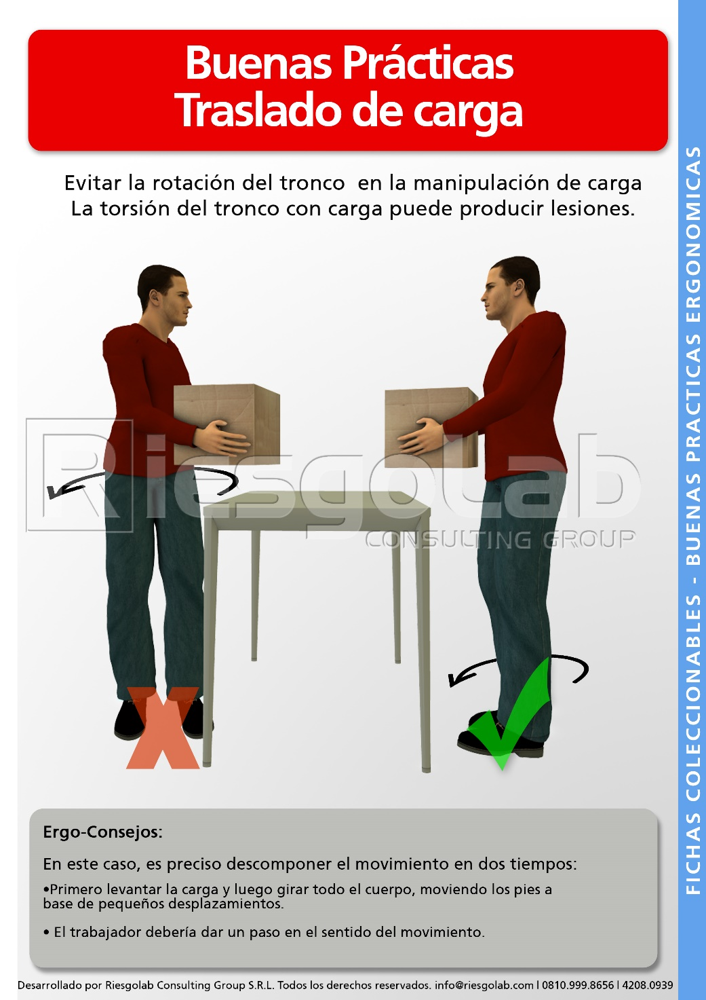 Buenas Prácticas
Traslado de carga
Evitar la rotación del tronco en la manipulación de carga
La torsión del tronco con carga puede producir lesiones.
RiesgoLab
CONSULTING GROUP
X
Ergo-Consejos:
En este caso, es preciso descomponer el movimiento en dos tiempos:
•Primero levantar la carga y luego girar todo el cuerpo, moviendo los pies a
base de pequeños desplazamientos.
• El trabajador debería dar un paso en el sentido del movimiento.
Desarrollado por Riesgolab Consulting Group S.R.L. Todos los derechos reservados. info@riesgolab.com | 0810.999.8656 | 4208.0939
FICHAS COLECCIONABLES - BUENAS PRACTICAS ERGONOMICAS